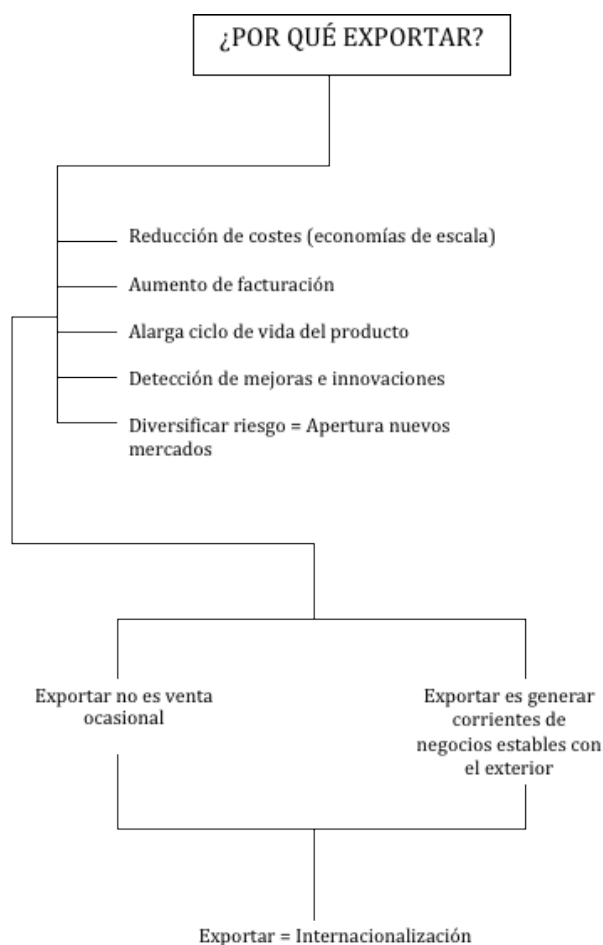 ¿POR QUÉ EXPORTAR?
Reducción de costes (economías de escala)
Aumento de facturación
Alarga ciclo de vida del producto
Detección de mejoras e innovaciones
Diversificar riesgo = Apertura nuevos
mercados
Exportar no es venta
ocasional
Exportar es generar
corrientes de
negocios estables con
el exterior
Exportar = Internacionalización